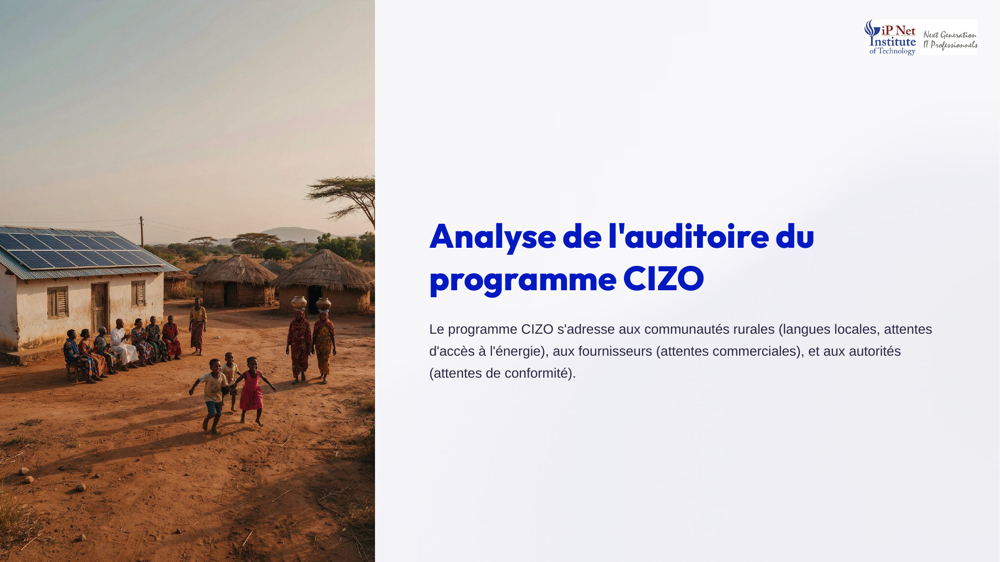 iP Net
Institute
of Technology
Next Generation
IT Professionnels
Analyse de l'auditoire du
programme CIZO
Le programme CIZO s'adresse aux communautés rurales (langues locales, attentes
d'accès à l'énergie), aux fournisseurs (attentes commerciales), et aux autorités
(attentes de conformité).